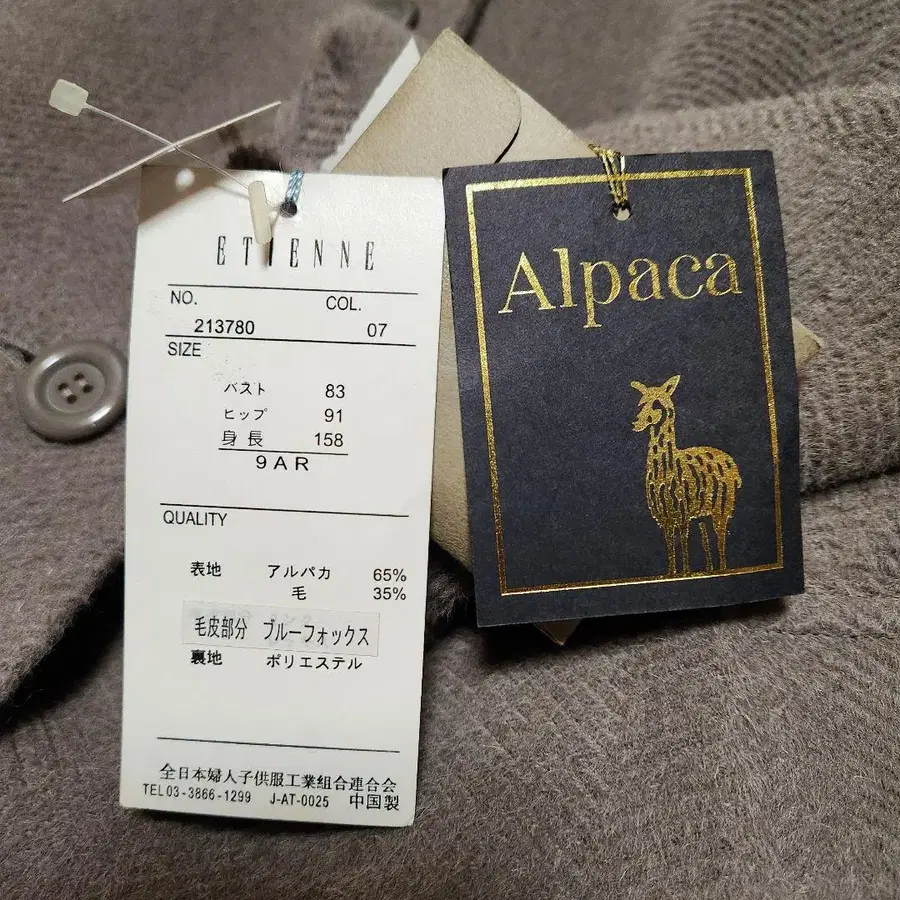 ETIENNE
NO. COL.
213780 07
SIZE
バスト 83
ヒップ 91
身長 158
9AR
QUALITY
表地 アルパカ 65%
毛 35%
毛皮部分 ブルーフォックス
裏地 ポリエステル
全日本婦人子供服工業組合連合会
TEL03-3866-1299 J-AT-0025 中国製
Alpaca